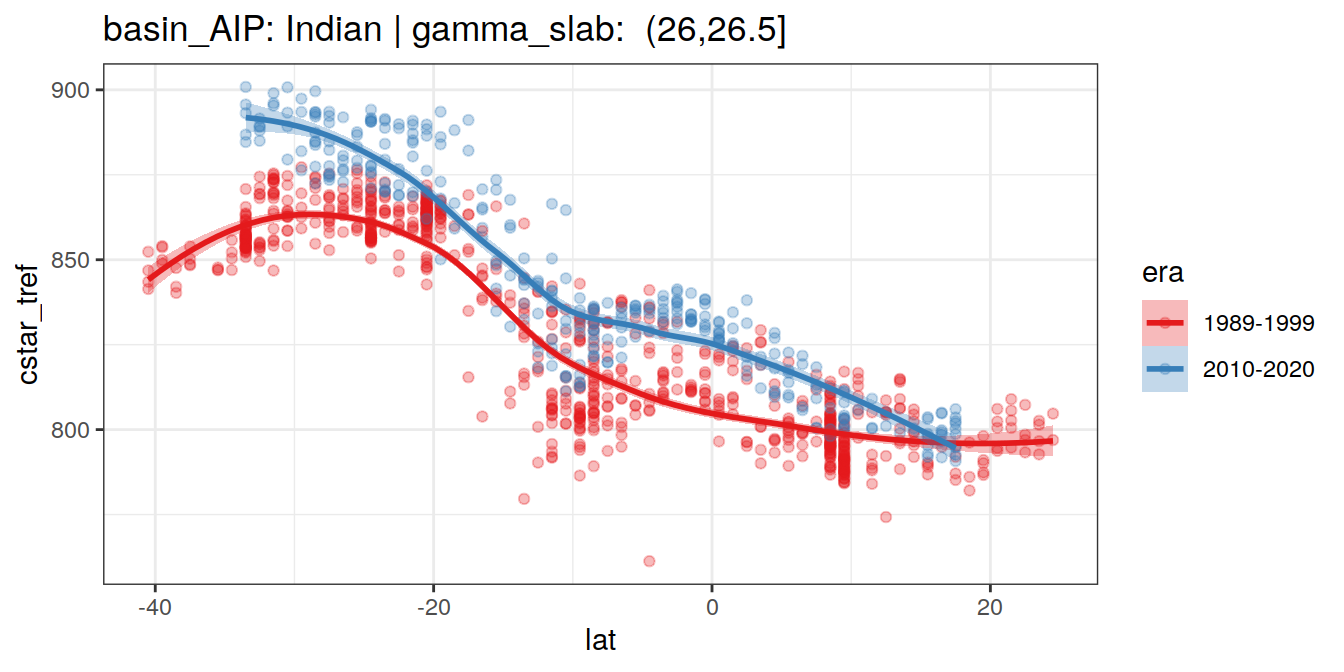 basin_AIP: Indian | gamma_slab:  (26,26.5]
900
850
800
cstar_tref
-40
-20
0
20
lat
era
1989-1999
2010-2020